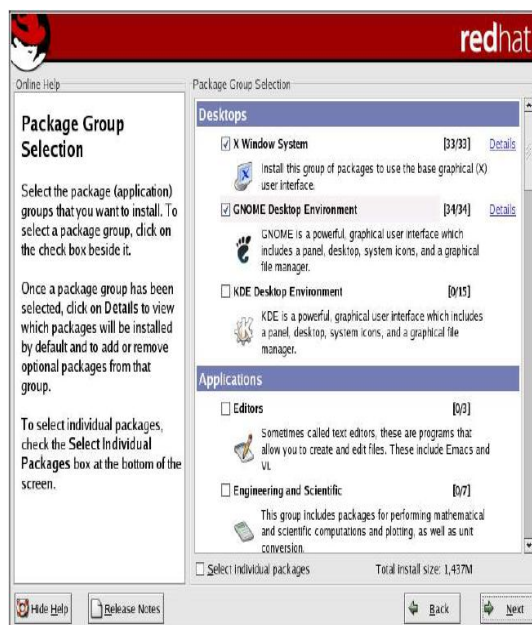 redhat
Online Help
Package Group
Selection
Select the package (application)
groups that you want to install. To
select a package group, click on
the check box beside it.
Once a package group has been
selected, click on Details to view
which packages will be installed
by default and to add or remove
optional packages from that
group.
To select individual packages,
check the Select Individual
Packages box at the bottom of the
screen.
Package Group Selection
Desktops
X Window System [33/33] Details
Install this group of packages to use the base graphical (X)
user interface.
GNOME Desktop Environment [34/34] Details
GNOME is a powerful, graphical user interface which
includes a panel, desktop, system icons, and a graphical
file manager.
KDE Desktop Environment [0/15]
KDE is a powerful, graphical user interface which includes
a panel, desktop, system icons, and a graphical file
manager.
Applications
Editors [0/3]
Sometimes called text editors, these are programs that
allow you to create and edit files. These include Emacs and
Vi.
Engineering and Scientific [0/7]
This group includes packages for performing mathematical
and scientific computations and plotting, as well as unit
conversion.
Select individual packages Total install size: 1,437M
Hide Help Release Notes Back Next